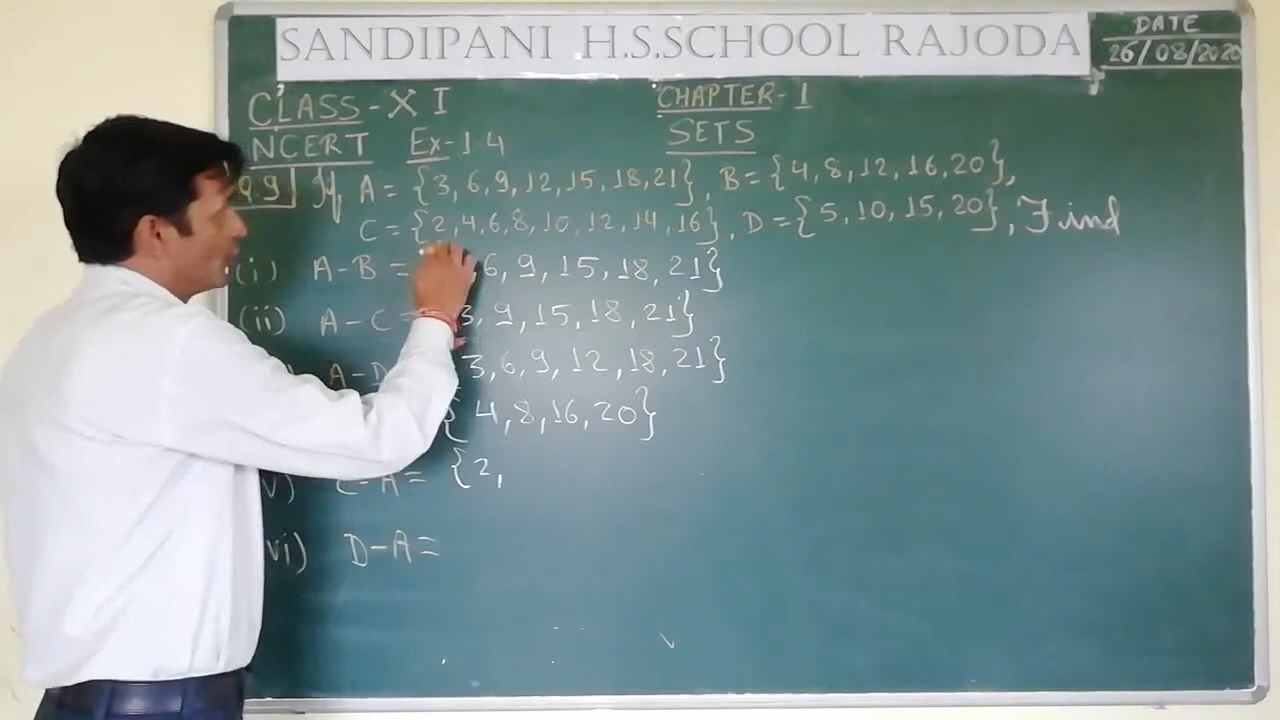 SANDIPANI H.S.SCHOOL RAJODA
DATE
26/08/2020
CLASS-XI
CHAPTER-1
NCERT Ex-1.4
SETS
Q.9 If A = {3,6,9,12,15,18,21}, B={4,8,12,16,20},
C={2,4,6,8,10,12,14,16}, D={5,10,15,20}, Find
(i) A-B = 6,9,15,18,21}
(ii) A-C = 3,9,15,18,21}
A-D 3,6,9,12,18,21}
{4,8,16,20}
v) C-A= {2,
vi) D-A=